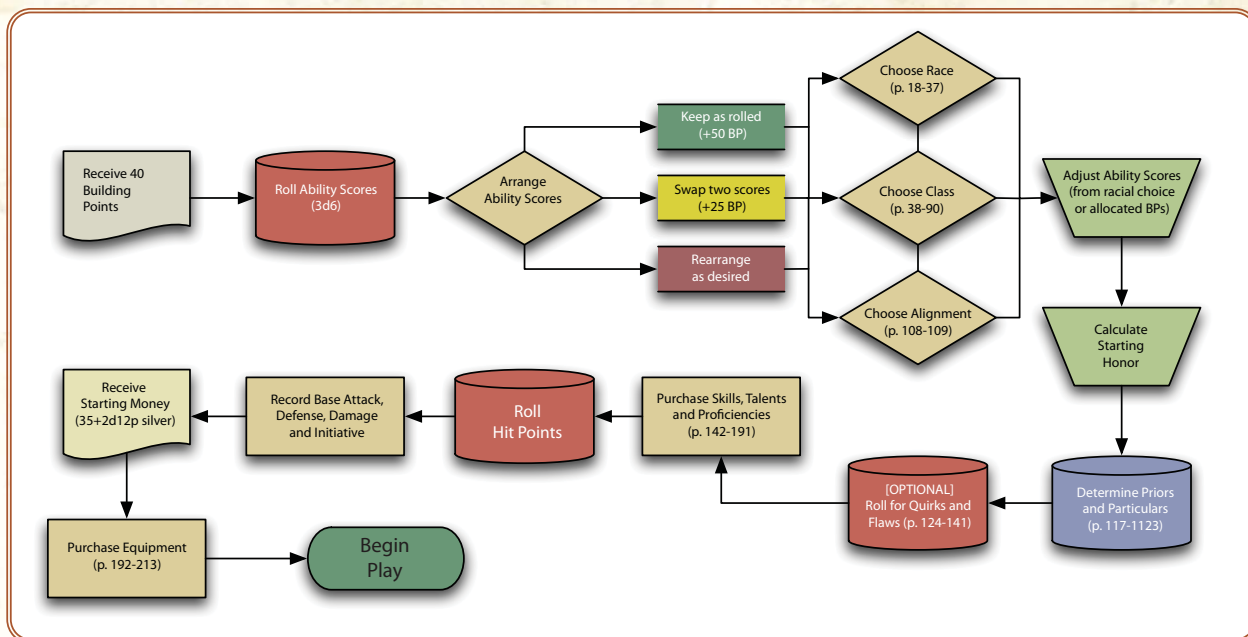 Receive 40
Building
Points
Roll Ability Scores
(3d6)
Arrange
Ability Scores
Keep as rolled
(+50 BP)
Swap two scores
(+25 BP)
Rearrange
as desired
Choose Race
(p. 18-37)
Choose Class
(p. 38-90)
Choose Alignment
(p. 108-109)
Adjust Ability Scores
(from racial choice
or allocated BPs)
Calculate
Starting
Honor
Determine Priors
and Particulars
(p. 117-1123)
[OPTIONAL]
Roll for Quirks and
Flaws (p. 124-141)
Purchase Skills, Talents
and Proficiencies
(p. 142-191)
Roll
Hit Points
Record Base Attack,
Defense, Damage
and Initiative
Receive
Starting Money
(35+2d12p silver)
Purchase Equipment
(p. 192-213)
Begin
Play